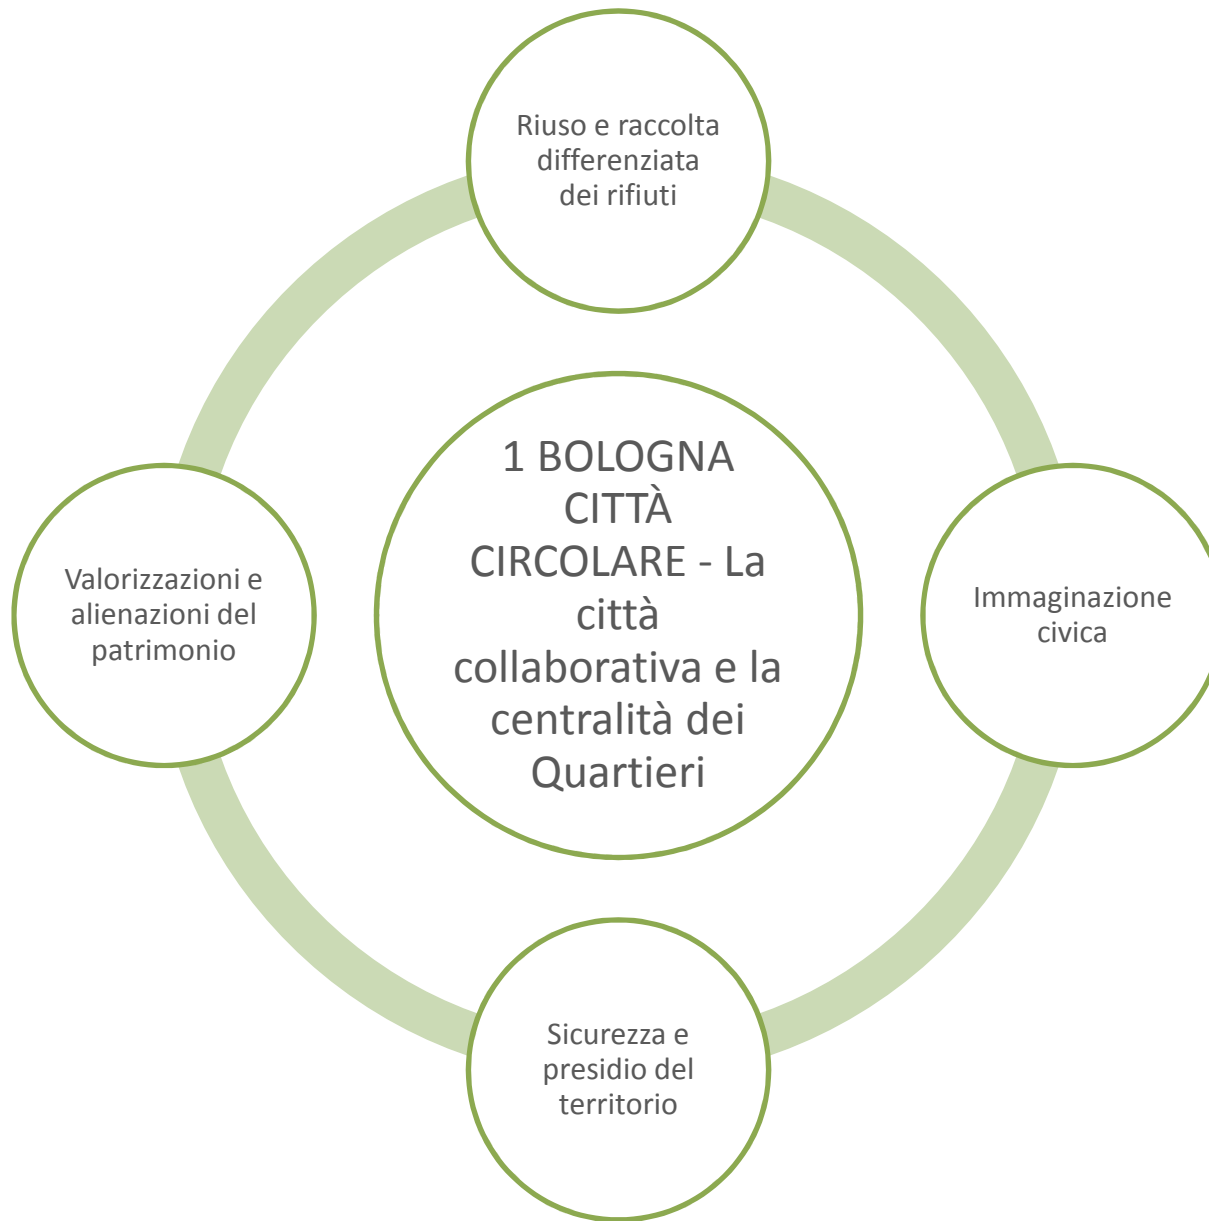 Riuso e raccolta
differenziata
dei rifiuti
Valorizzazioni e
alienazioni del
patrimonio
1 BOLOGNA
CITTÀ
CIRCOLARE - La
città
collaborativa e la
centralità dei
Quartieri
Immaginazione
civica
Sicurezza e
presidio del
territorio